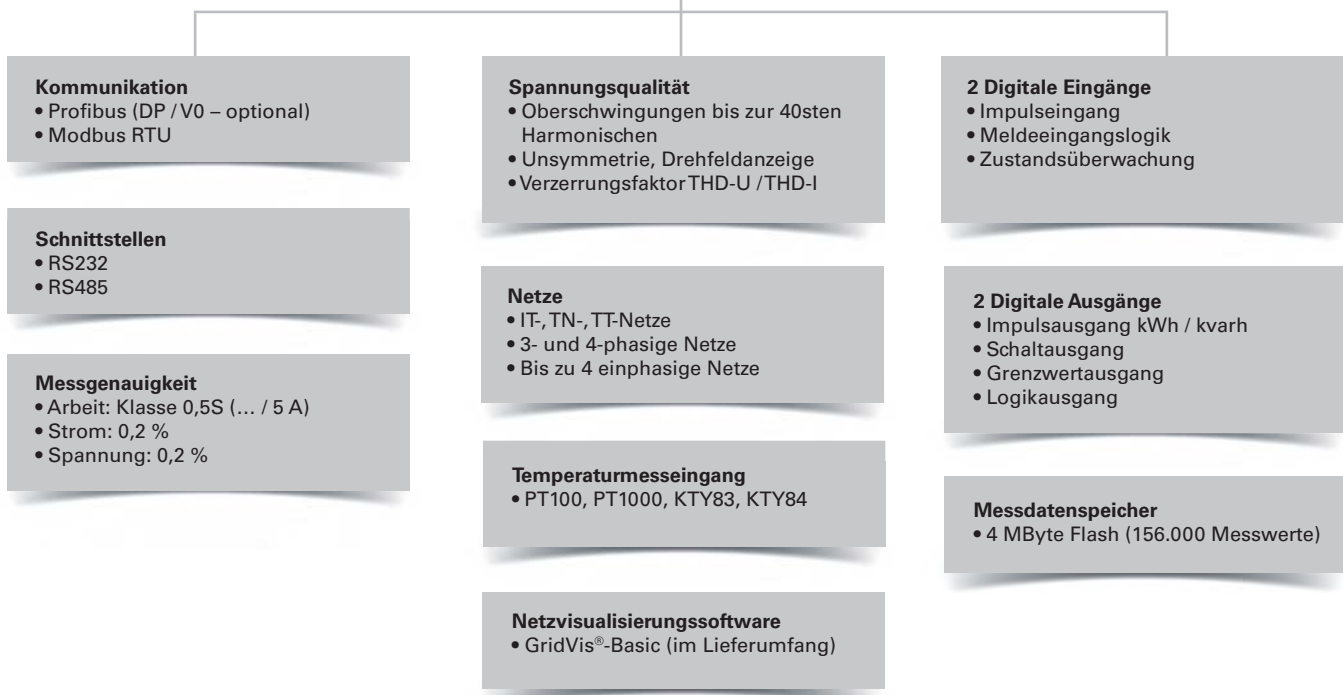 Kommunikation
• Profibus (DP / V0 – optional)
• Modbus RTU
Schnittstellen
• RS232
• RS485
Messgenauigkeit
• Arbeit: Klasse 0,5S (… / 5 A)
• Strom: 0,2 %
• Spannung: 0,2 %
Spannungsqualität
• Oberschwingungen bis zur 40sten
Harmonischen
• Unsymmetrie, Drehfeldanzeige
• Verzerrungsfaktor THD-U / THD-I
Netze
• IT-, TN-, TT-Netze
• 3- und 4-phasige Netze
• Bis zu 4 einphasige Netze
Temperaturmesseingang
• PT100, PT1000, KTY83, KTY84
Netzvisualisierungssoftware
• GridVis®-Basic (im Lieferumfang)
2 Digitale Eingänge
• Impulseingang
• Meldeeingangslogik
• Zustandsüberwachung
2 Digitale Ausgänge
• Impulsausgang kWh / kvarh
• Schaltausgang
• Grenzwertausgang
• Logikausgang
Messdatenspeicher
• 4 MByte Flash (156.000 Messwerte)